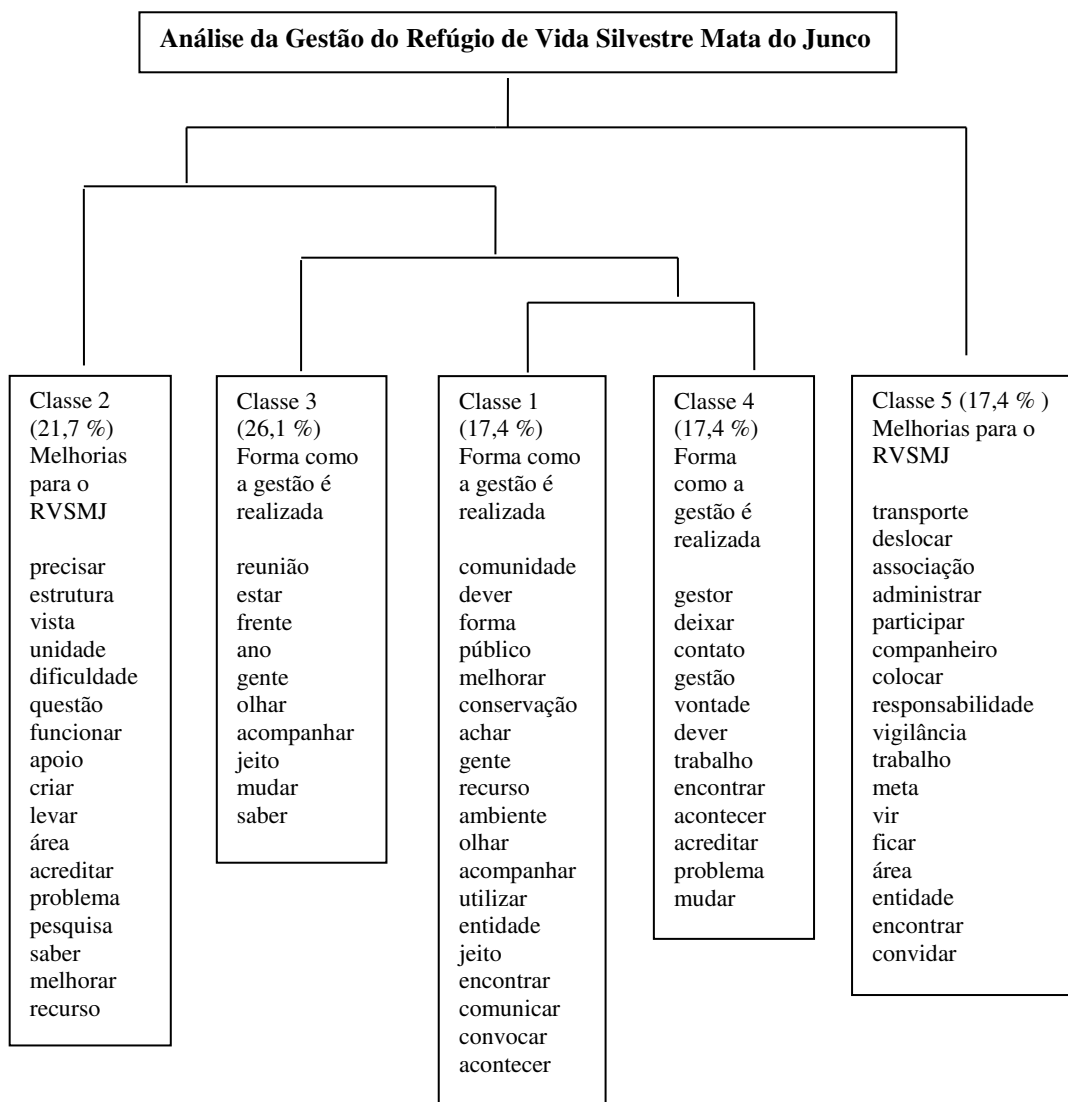 Análise da Gestão do Refúgio de Vida Silvestre Mata do Junco
Classe 2
(21,7 %)
Melhorias
para o
RVSMJ
precisar
estrutura
vista
unidade
dificuldade
questão
funcionar
apoio
criar
levar
área
acreditar
problema
pesquisa
saber
melhorar
recurso
Classe 3
(26,1 %)
Forma como
a gestão é
realizada
reunião
estar
frente
ano
gente
olhar
acompanhar
jeito
mudar
saber
Classe 1
(17,4 %)
Forma como
a gestão é
realizada
comunidade
dever
forma
público
melhorar
conservação
achar
gente
recurso
ambiente
olhar
acompanhar
utilizar
entidade
jeito
encontrar
comunicar
convocar
acontecer
Classe 4
(17,4 %)
Forma
como a
gestão é
realizada
gestor
deixar
contato
gestão
vontade
dever
trabalho
encontrar
acontecer
acreditar
problema
mudar
Classe 5 (17,4 % )
Melhorias para o
RVSMJ
transporte
deslocar
associação
administrar
participar
companheiro
colocar
responsabilidade
vigilância
trabalho
meta
vir
ficar
área
entidade
encontrar
convidar